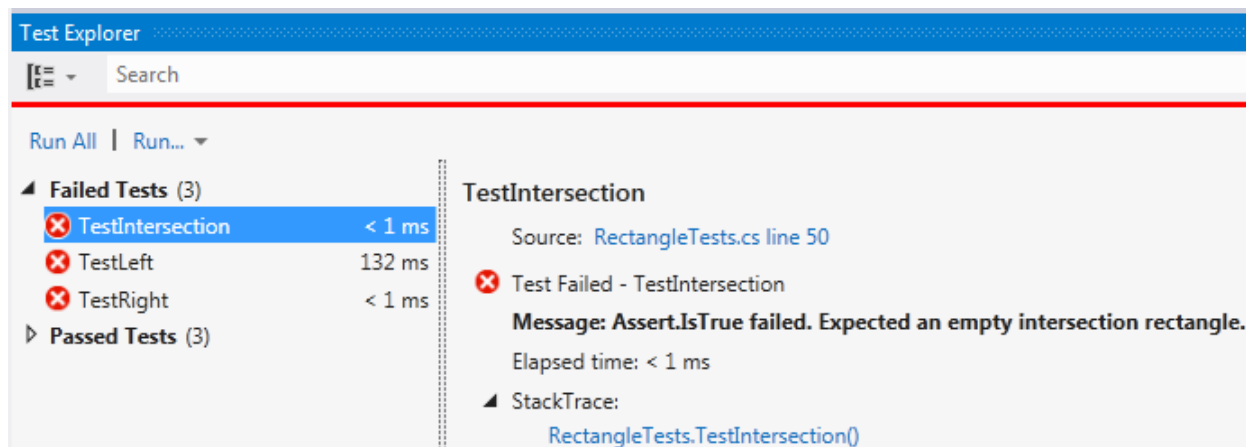 Test Explorer
Search
Run All | Run...
Failed Tests (3)
TestIntersection < 1 ms
TestLeft 132 ms
TestRight < 1 ms
Passed Tests (3)
TestIntersection
Source: RectangleTests.cs line 50
Test Failed - TestIntersection
Message: Assert.IsTrue failed. Expected an empty intersection rectangle.
Elapsed time: < 1 ms
StackTrace:
RectangleTests.TestIntersection()